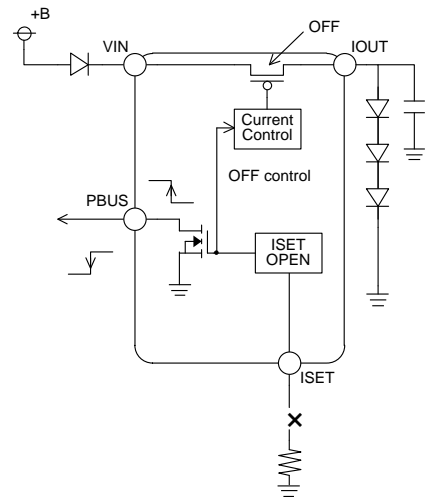 +B
VIN
OFF
IOUT
Current
Control
OFF control
PBUS
ISET
OPEN
ISET